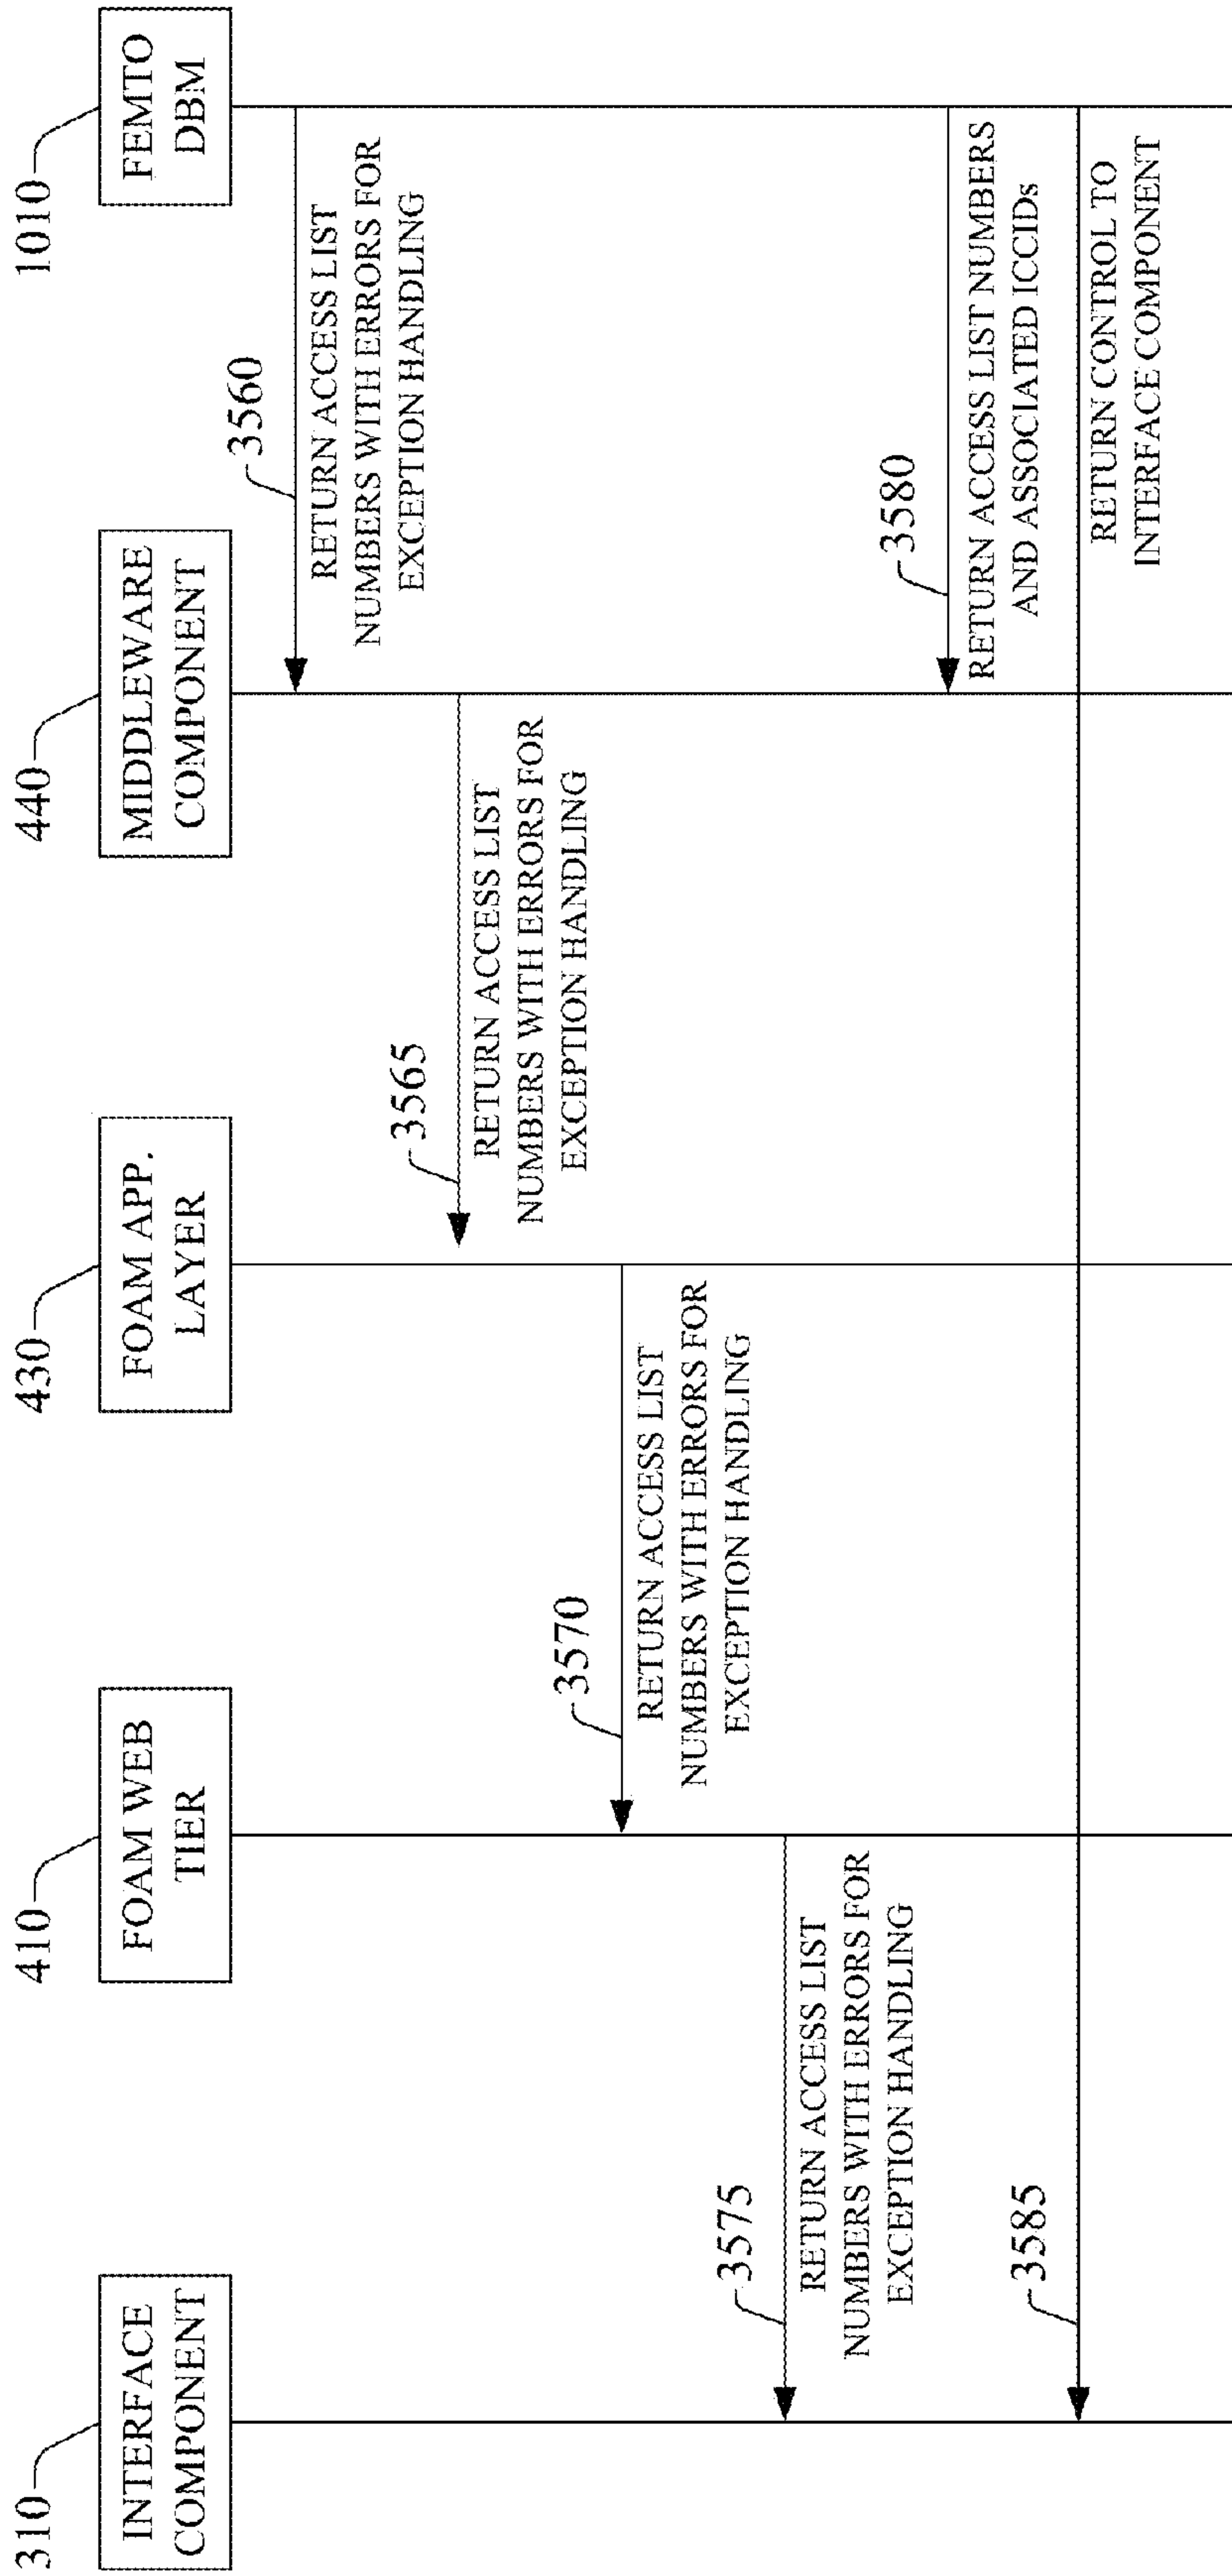 310
INTERFACE
COMPONENT
410
FOAM WEB
TIER
430
FOAM APP.
LAYER
440
MIDDLEWARE
COMPONENT
1010
FEMTO
DBM
3560
RETURN ACCESS LIST
NUMBERS WITH ERRORS FOR
EXCEPTION HANDLING
3565
RETURN ACCESS LIST
NUMBERS WITH ERRORS FOR
EXCEPTION HANDLING
3570
RETURN ACCESS LIST
NUMBERS WITH ERRORS FOR
EXCEPTION HANDLING
3575
RETURN ACCESS LIST
NUMBERS WITH ERRORS FOR
EXCEPTION HANDLING
3580
RETURN ACCESS LIST NUMBERS
AND ASSOCIATED ICCIDs
3585
RETURN CONTROL TO
INTERFACE COMPONENT